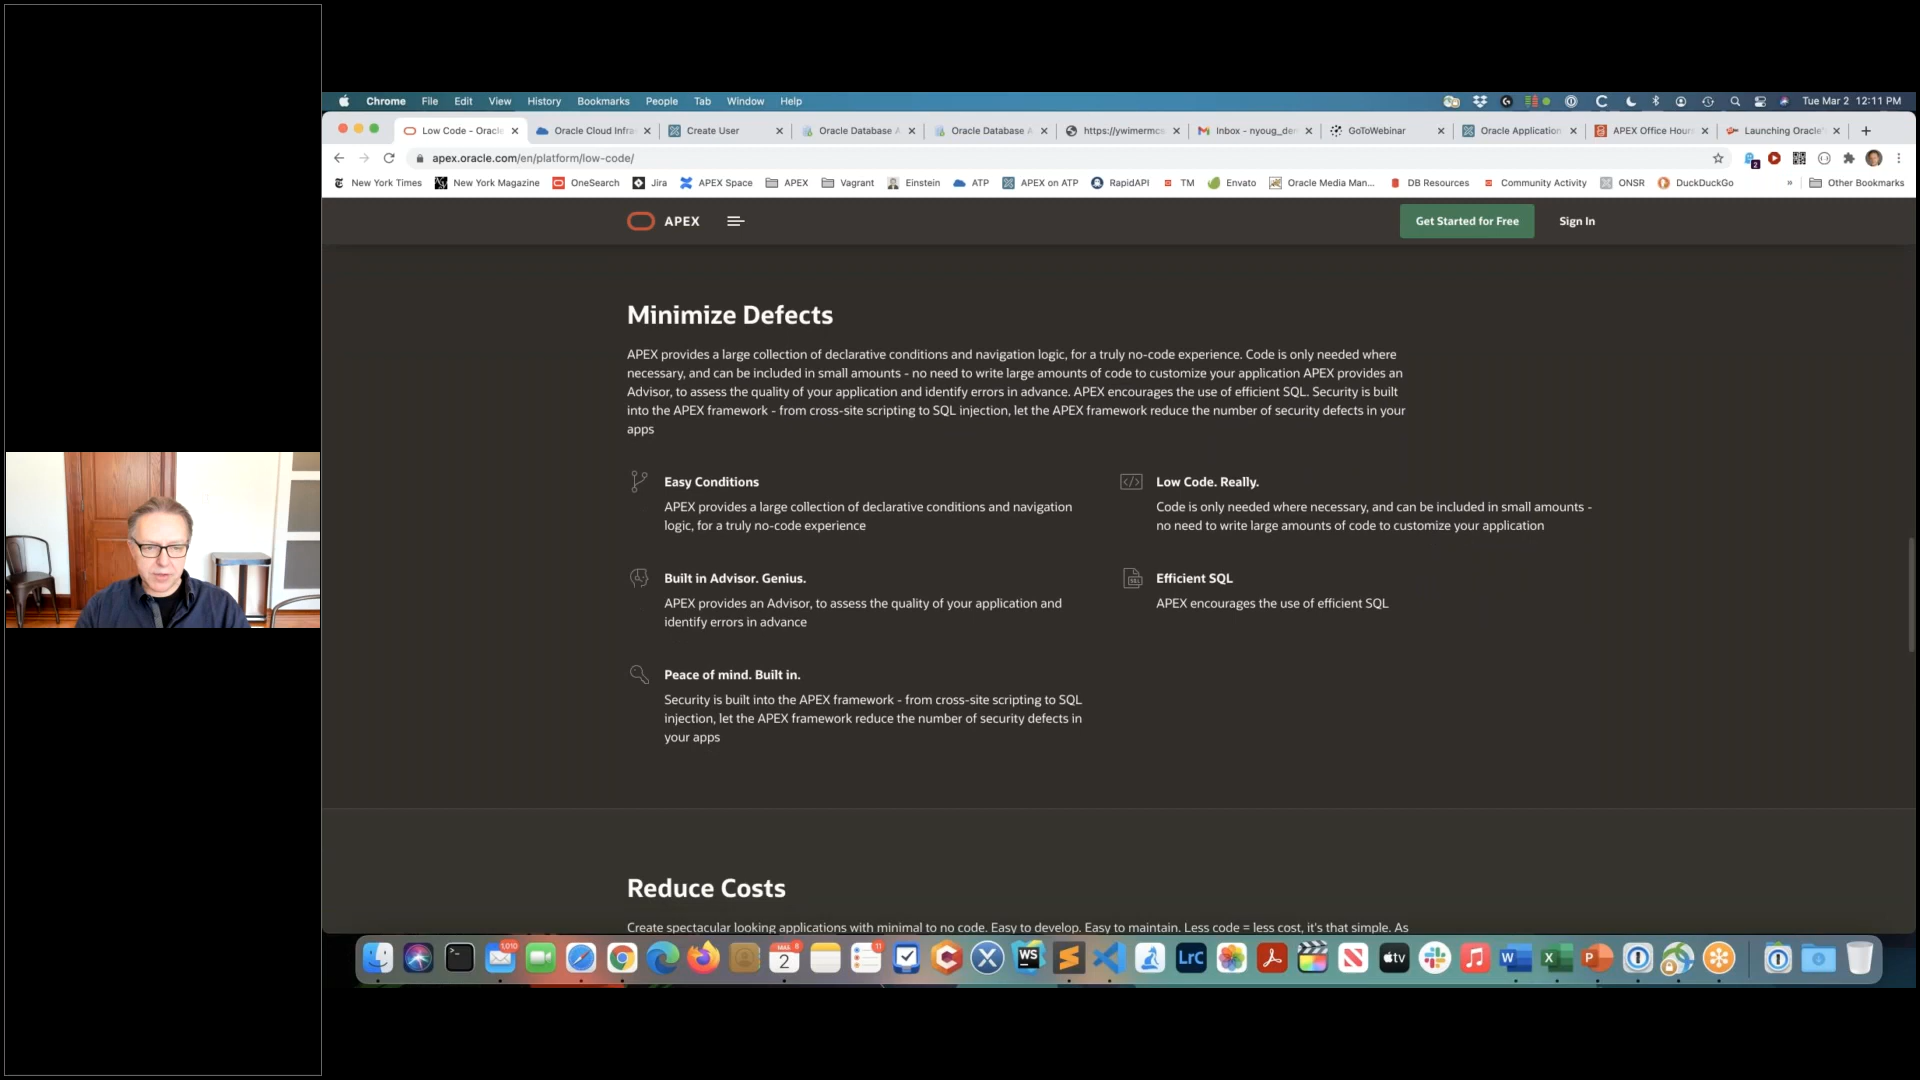 Chrome File Edit View History Bookmarks People Tab Window Help
Tue Mar 2 12:11 PM
Low Code - Oracle
Oracle Cloud Infra
Create User
Oracle Database A
Oracle Database A
https://ywimermc
Inbox - nyoug_de
GoToWebinar
Oracle Application
APEX Office Hour
Launching Oracle'
apex.oracle.com/en/platform/low-code/
2
New York Times
New York Magazine
OneSearch
Jira
APEX Space
APEX
Vagrant
Einstein
ATP
APEX on ATP
RapidAPI
TM
Envato
Oracle Media Man...
DB Resources
Community Activity
ONSR
DuckDuckGo
»
Other Bookmarks
APEX
Get Started for Free
Sign In
Minimize Defects
APEX provides a large collection of declarative conditions and navigation logic, for a truly no-code experience. Code is only needed where
necessary, and can be included in small amounts - no need to write large amounts of code to customize your application APEX provides an
Advisor, to assess the quality of your application and identify errors in advance. APEX encourages the use of efficient SQL. Security is built
into the APEX framework - from cross-site scripting to SQL injection, let the APEX framework reduce the number of security defects in your
apps
Easy Conditions
APEX provides a large collection of declarative conditions and navigation
logic, for a truly no-code experience
Low Code. Really.
Code is only needed where necessary, and can be included in small amounts -
no need to write large amounts of code to customize your application
Built in Advisor. Genius.
APEX provides an Advisor, to assess the quality of your application and
identify errors in advance
Efficient SQL
APEX encourages the use of efficient SQL
Peace of mind. Built in.
Security is built into the APEX framework - from cross-site scripting to SQL
injection, let the APEX framework reduce the number of security defects in
your apps
Reduce Costs
Create spectacular looking applications with minimal to no code. Easy to develop. Easy to maintain. Less code = less cost, it's that simple. As
1,010
2
11
WS
LrC
tv
W
X
P